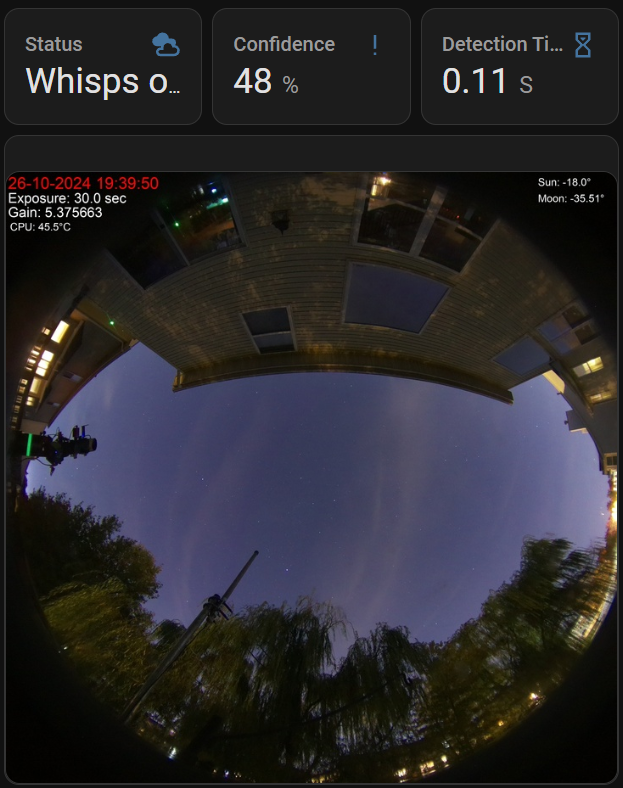 Status
Whisps o...
Confidence
48 %
Detection Ti...
0.11 S
26-10-2024 19:39:50
Exposure: 30.0 sec
Gain: 5.375663
CPU: 45.5°C
Sun: -18.0°
Moon: -35.51°